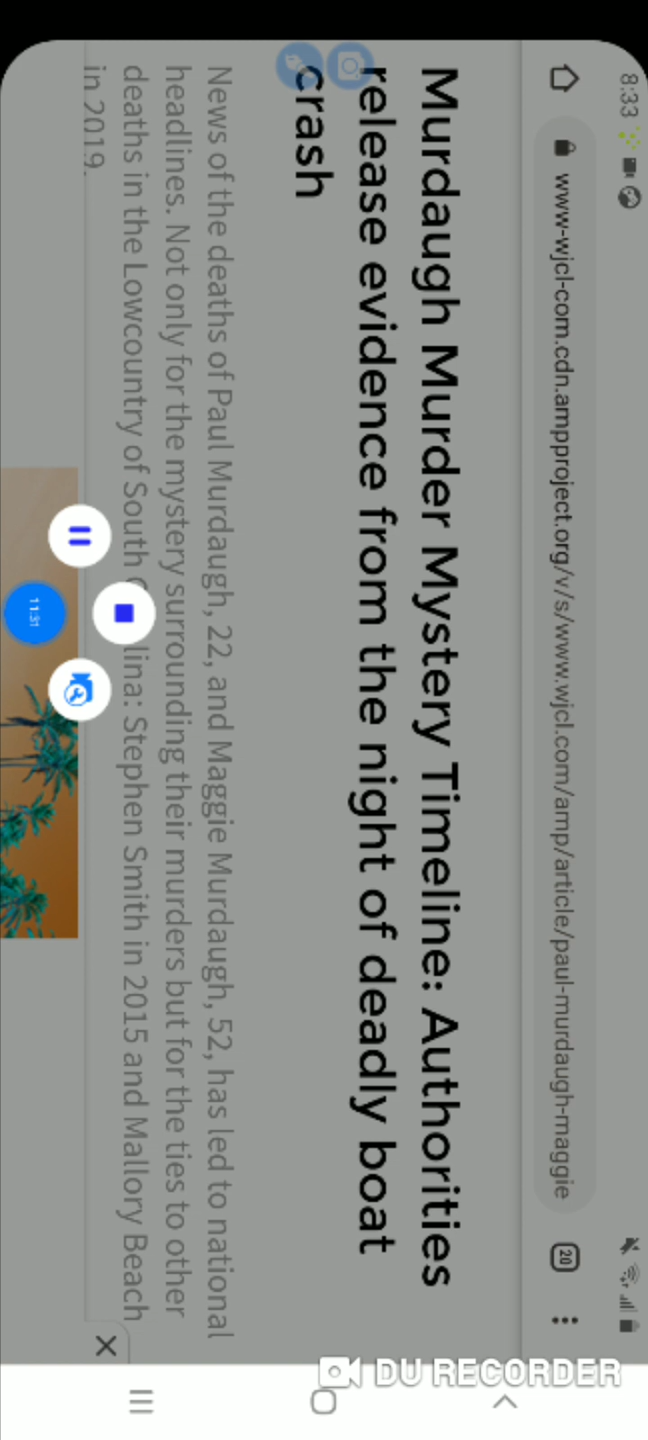 8:33
www-wjcl-com.cdn.ampproject.org/v/s/www.wjcl.com/amp/article/paul-murdaugh-maggie
20
Murdaugh Murder Mystery Timeline: Authorities
release evidence from the night of deadly boat
crash
News of the deaths of Paul Murdaugh, 22, and Maggie Murdaugh, 52, has led to national
headlines. Not only for the mystery surrounding their murders but for the ties to other
deaths in the Lowcountry of South C lina: Stephen Smith in 2015 and Mallory Beach
in 2019.
11:31
DU RECORDER